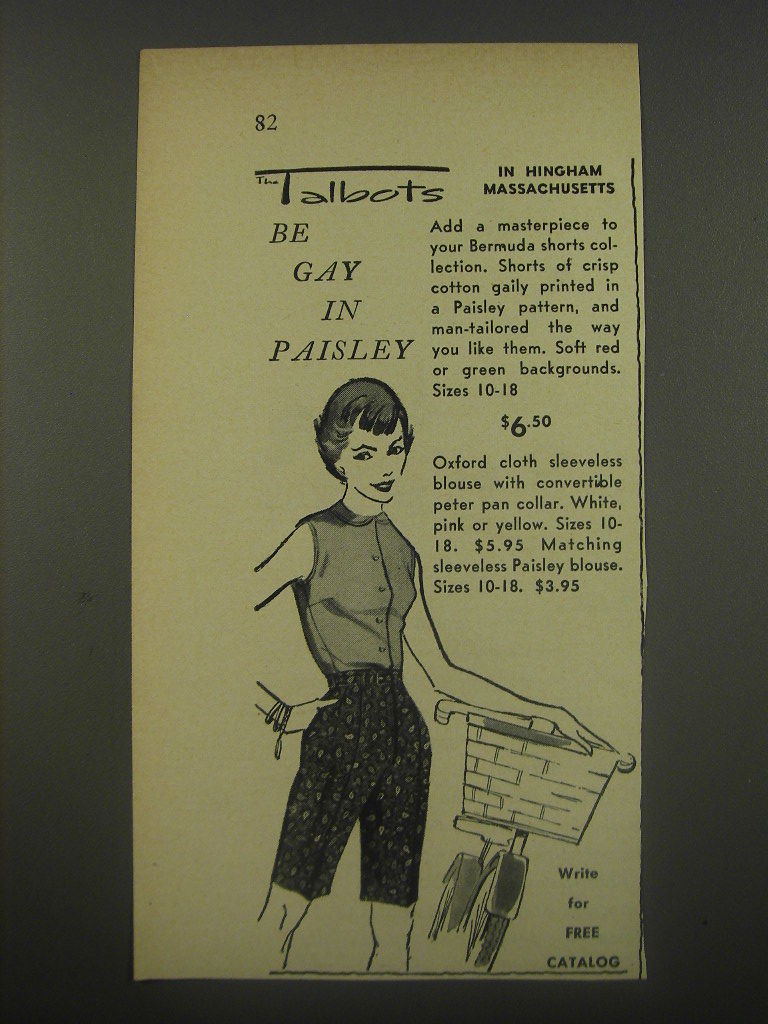 82
The Talbots
IN HINGHAM
MASSACHUSETTS
BE
GAY
IN
PAISLEY
Add a masterpiece to
your Bermuda shorts col-
lection. Shorts of crisp
cotton gaily printed in
a Paisley pattern, and
man-tailored the way
you like them. Soft red
or green backgrounds.
Sizes 10-18
$6.50
Oxford cloth sleeveless
blouse with convertible
peter pan collar. White,
pink or yellow. Sizes 10-
18. $5.95 Matching
sleeveless Paisley blouse.
Sizes 10-18. $3.95
Write
for
FREE
CATALOG